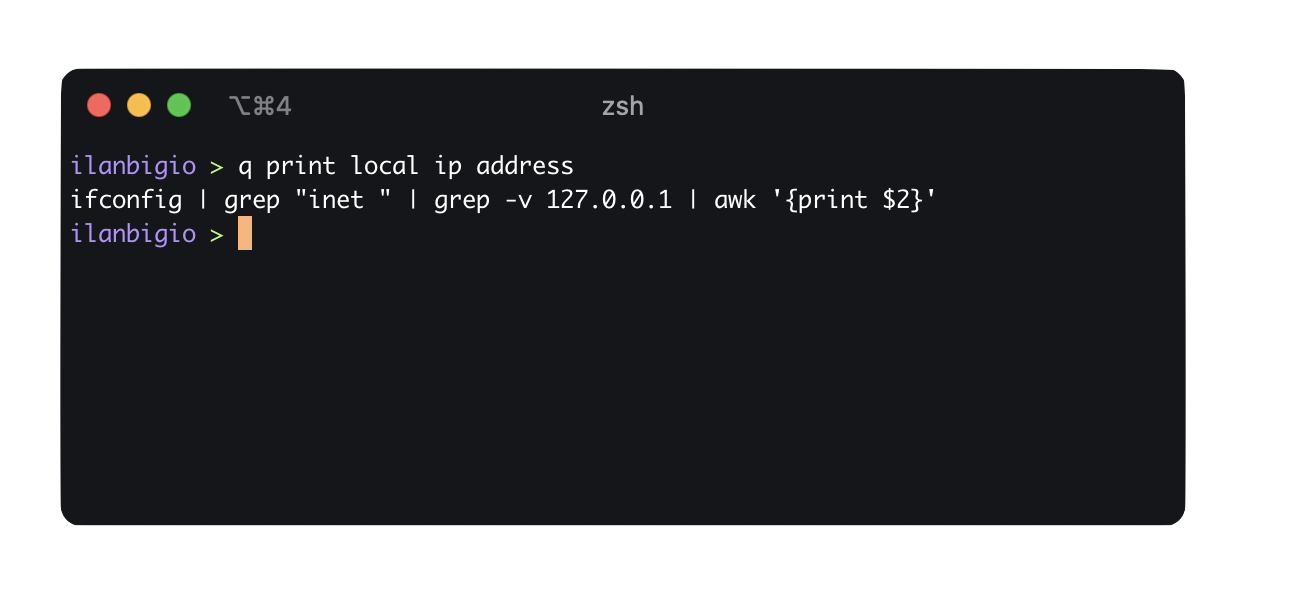 ⌥⌘4
zsh
ilanbigio > q print local ip address
ifconfig | grep "inet " | grep -v 127.0.0.1 | awk '{print $2}'
ilanbigio >